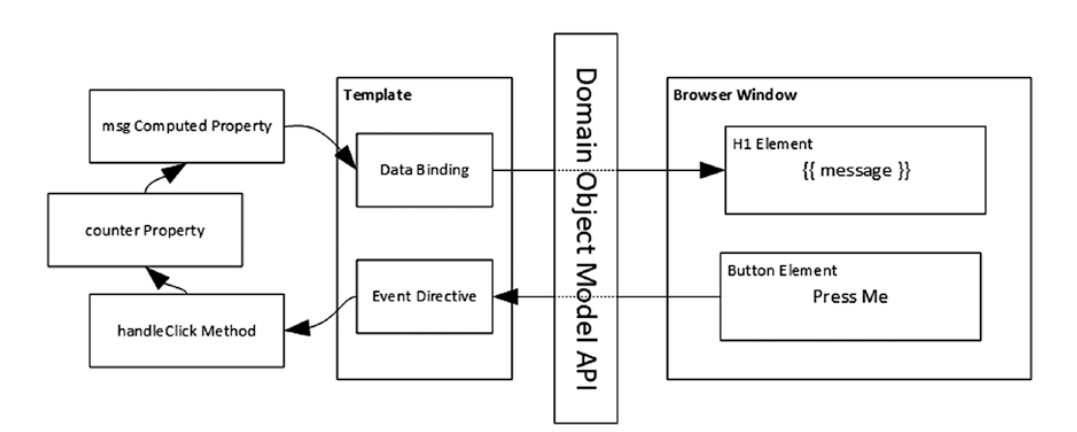 msg Computed Property
counter Property
handleClick Method
Template
Data Binding
Event Directive
Domain Object Model API
Browser Window
H1 Element
{{ message }}
Button Element
Press Me